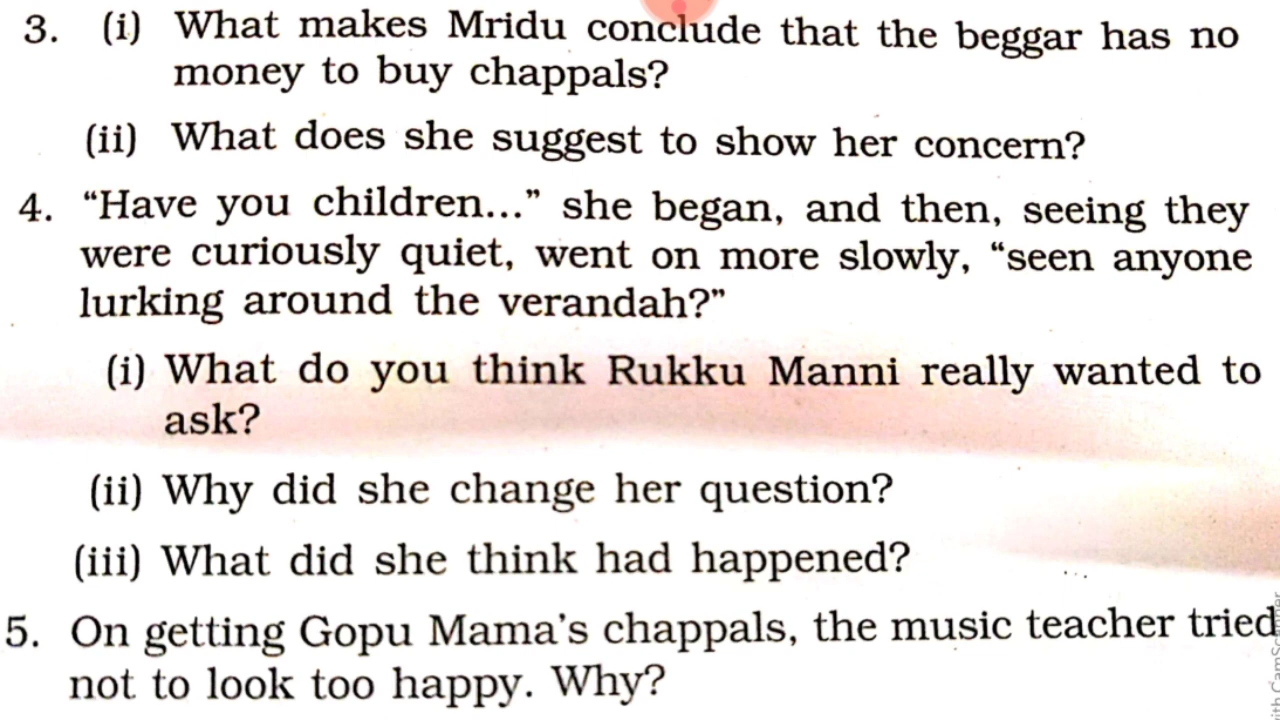 3. (i) What makes Mridu conclude that the beggar has no
money to buy chappals?
(ii) What does she suggest to show her concern?
4. “Have you children...” she began, and then, seeing they
were curiously quiet, went on more slowly, “seen anyone
lurking around the verandah?”
(i) What do you think Rukku Manni really wanted to
ask?
(ii) Why did she change her question?
(iii) What did she think had happened?
5. On getting Gopu Mama’s chappals, the music teacher tried
not to look too happy. Why?